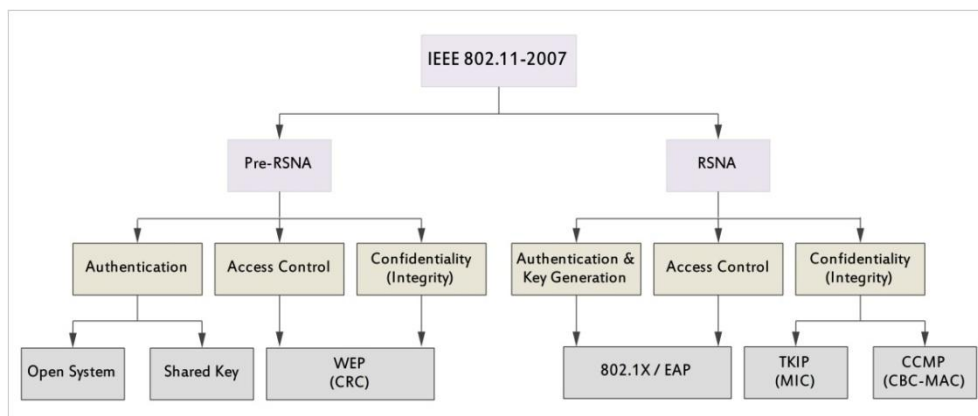 IEEE 802.11-2007
Pre-RSNA
RSNA
Authentication
Access Control
Confidentiality
(Integrity)
Authentication &
Key Generation
Access Control
Confidentiality
(Integrity)
Open System
Shared Key
WEP
(CRC)
802.1X / EAP
TKIP
(MIC)
CCMP
(CBC-MAC)